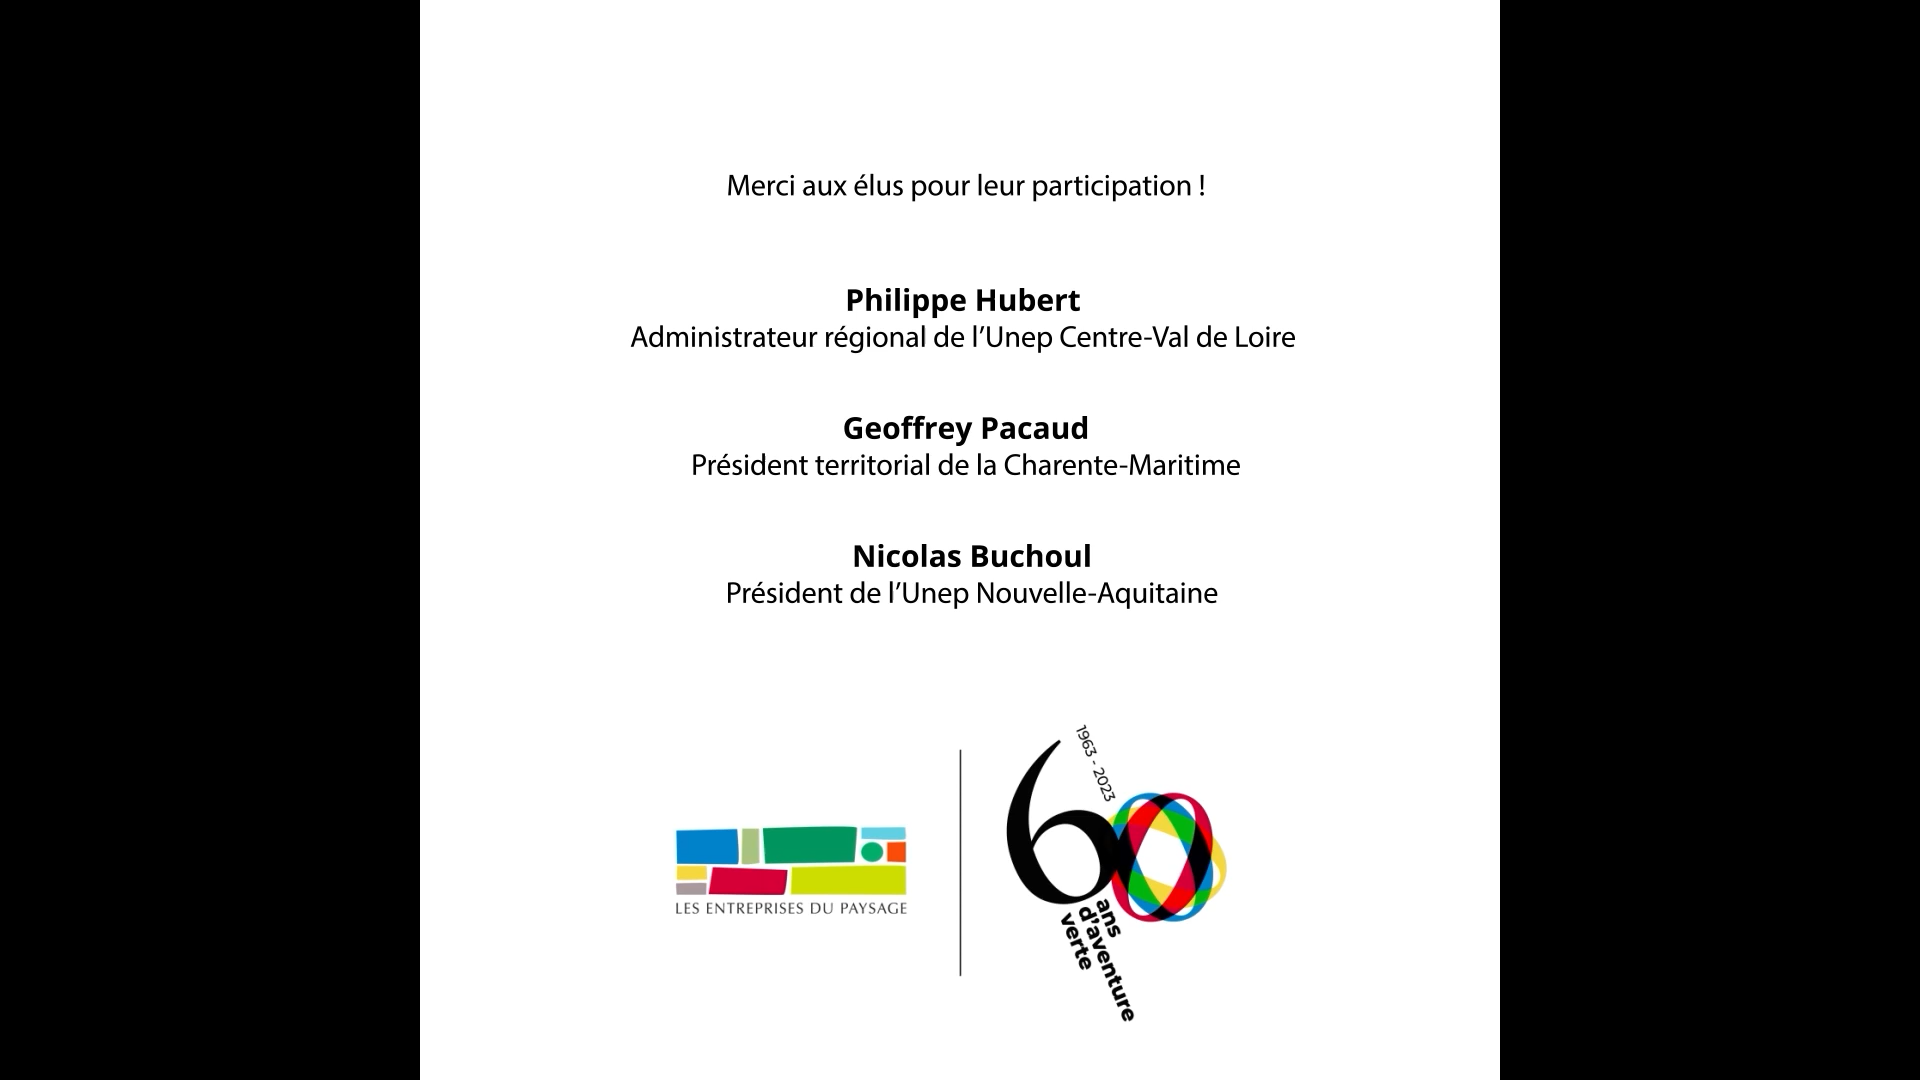 Merci aux élus pour leur participation !
Philippe Hubert
Administrateur régional de l’Unep Centre-Val de Loire
Geoffrey Pacaud
Président territorial de la Charente-Maritime
Nicolas Buchoul
Président de l’Unep Nouvelle-Aquitaine
LES ENTREPRISES DU PAYSAGE
1963 - 2023
60
ans
d’aventure
verte